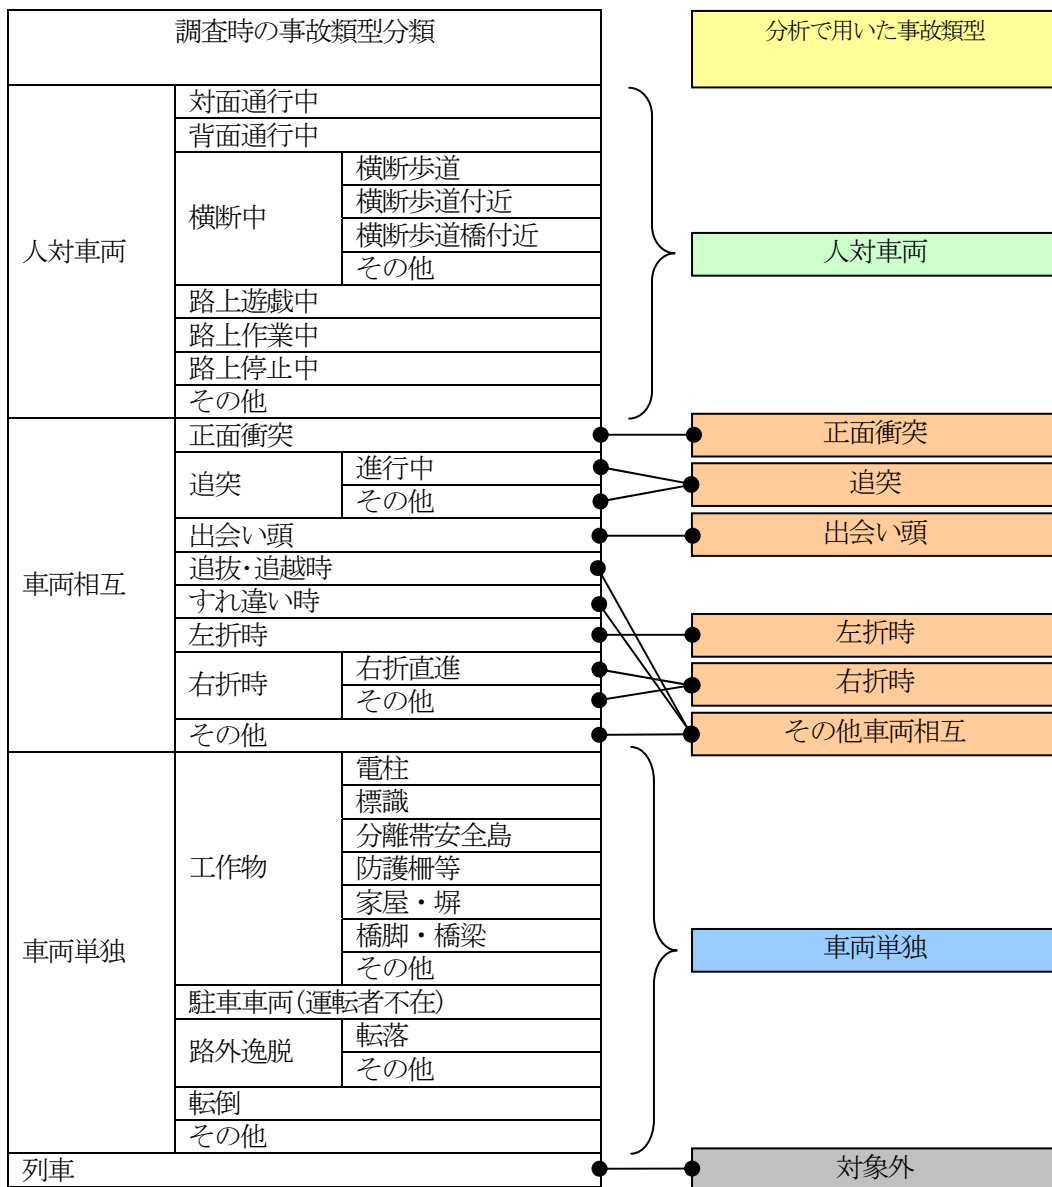 調査時の事故類型分類
分析で用いた事故類型
人対車両
対面通行中
背面通行中
横断中
横断歩道
横断歩道付近
横断歩道橋付近
その他
路上遊戯中
路上作業中
路上停止中
その他
人対車両
車両相互
正面衝突
追突
進行中
その他
出会い頭
追抜・追越時
すれ違い時
左折時
右折時
右折直進
その他
その他
正面衝突
追突
出会い頭
左折時
右折時
その他車両相互
車両単独
工作物
電柱
標識
分離帯安全島
防護柵等
家屋・塀
橋脚・橋梁
その他
駐車車両(運転者不在)
路外逸脱
転落
その他
転倒
その他
車両単独
列車
対象外